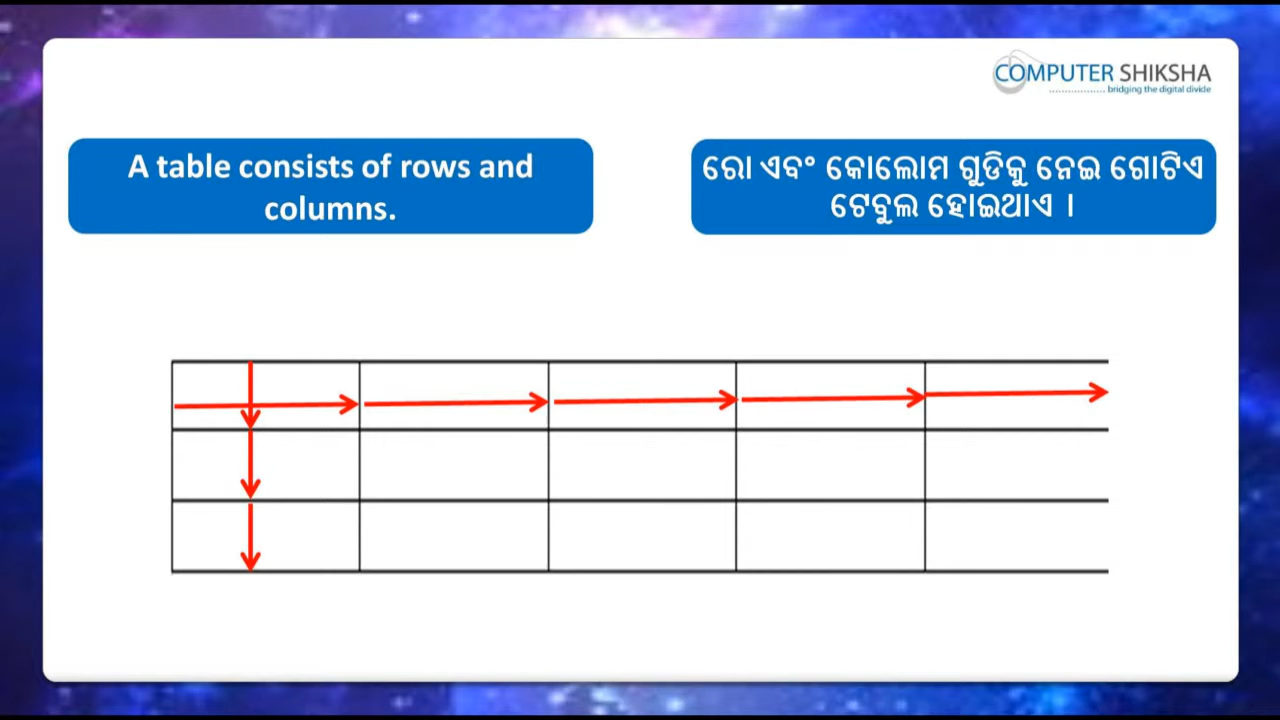 COMPUTER SHIKSHA
bridging the digital divide
A table consists of rows and
columns.
ରୋ ଏବଂ କୋଲୋମ ଗୁଡିକୁ ନେଇ ଗୋଟିଏ
ଟେବୁଲ ହୋଇଥାଏ ।